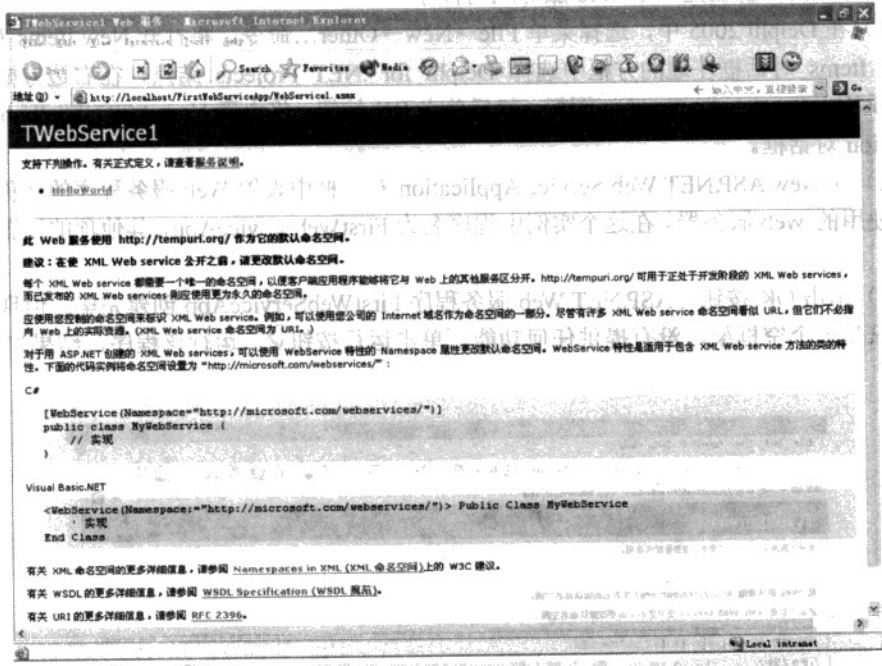 TWebService1 Web 服务 - Microsoft Internet Explorer
File Edit View Favorites Tools Help
Search Favorites Media
地址(D) http://localhost/FirstWebServiceApp/WebService1.asmx Go
TWebService1
支持下列操作。有关正式定义，请查看服务说明。
• HelloWorld
此 Web 服务使用 http://tempuri.org/ 作为它的默认命名空间。
建议：在使 XML Web service 公开之前，请更改默认命名空间。
每个 XML Web service 都需要一个唯一的命名空间，以便客户端应用程序能够将它与 Web 上的其他服务区分开。http://tempuri.org/ 可用于正处于开发阶段的 XML Web services，
而已发布的 XML Web services 则应使用更为永久的命名空间。
应使用您控制的命名空间来标识 XML Web service。例如，可以使用您公司的 Internet 域名作为命名空间的一部分。尽管有许多 XML Web service 命名空间看似 URL，但它们不必指
向 Web 上的实际资源。(XML Web service 命名空间为 URI。)
对于用 ASP.NET 创建的 XML Web services，可以使用 WebService 特性的 Namespace 属性更改默认命名空间。WebService 特性是适用于包含 XML Web service 方法的类的特
性。下面的代码实例将命名空间设置为 “http://microsoft.com/webservices/”：
C#
[WebService(Namespace="http://microsoft.com/webservices/")]
public class MyWebService {
// 实现
}
Visual Basic.NET
<WebService(Namespace:="http://microsoft.com/webservices/")> Public Class MyWebService
' 实现
End Class
有关 XML 命名空间的更多详细信息，请参阅 Namespaces in XML (XML 命名空间)上的 W3C 建议。
有关 WSDL 的更多详细信息，请参阅 WSDL Specification (WSDL 规范)。
有关 URI 的更多详细信息，请参阅 RFC 2396。
Local intranet